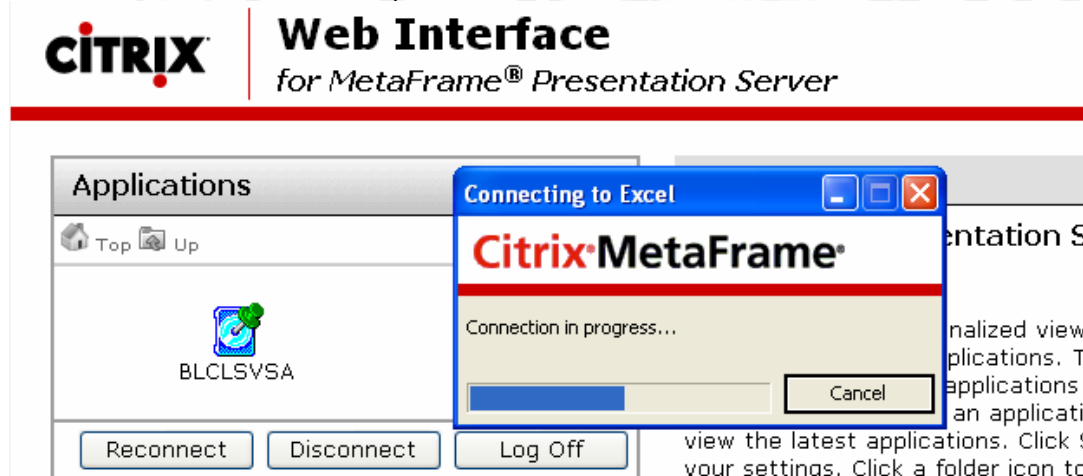 CİTRIX
Web Interface
for MetaFrame® Presentation Server
Applications
Top Up
BLCLSVSA
Reconnect Disconnect Log Off
Connecting to Excel
Citrix MetaFrame
Connection in progress...
Cancel
entation S
nalized view
plications. T
applications
an applicati
view the latest applications. Click S
your settings. Click a folder icon to